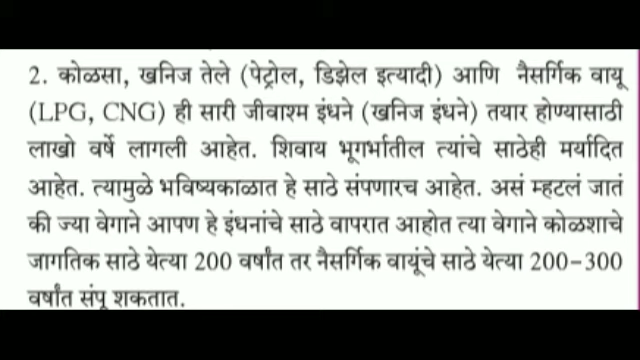 2. कोळसा, खनिज तेले (पेट्रोल, डिझेल इत्यादी) आणि नैसर्गिक वायू
(LPG, CNG) ही सारी जीवाश्म इंधने (खनिज इंधने) तयार होण्यासाठी
लाखो वर्षे लागली आहेत. शिवाय भूगर्भातील त्यांचे साठेही मर्यादित
आहेत. त्यामुळे भविष्यकाळात हे साठे संपणारच आहेत. असं म्हटलं जातं
की ज्या वेगाने आपण हे इंधनांचे साठे वापरात आहोत त्या वेगाने कोळशाचे
जागतिक साठे येत्या 200 वर्षांत तर नैसर्गिक वायूंचे साठे येत्या 200-300
वर्षांत संपू शकतात.